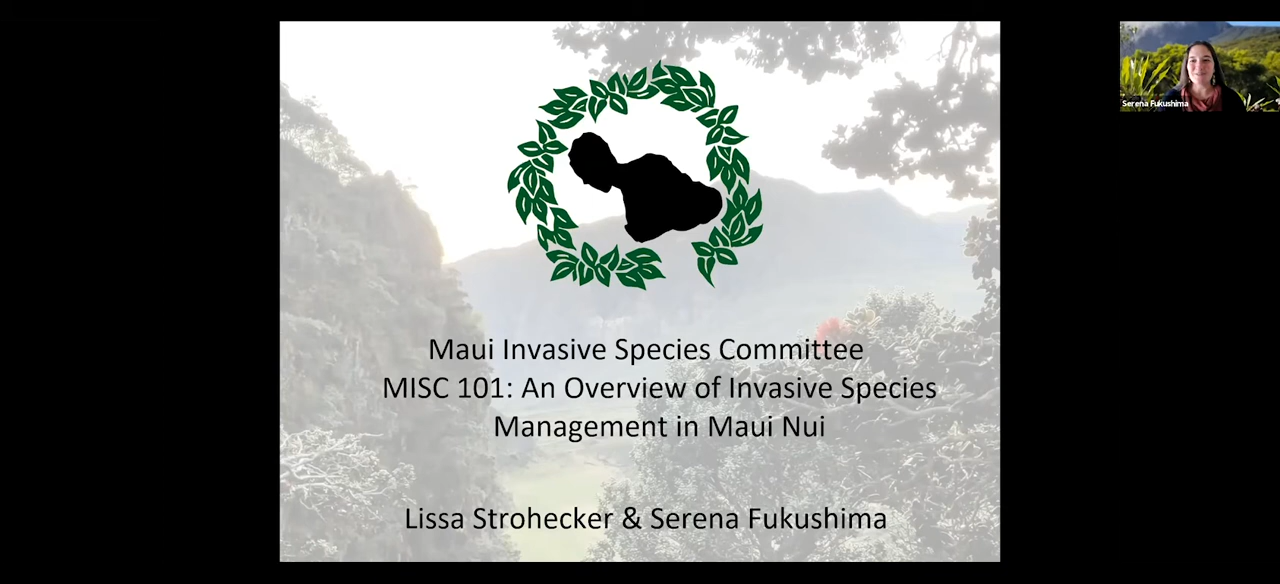 Serena Fukushima
Maui Invasive Species Committee
MISC 101: An Overview of Invasive Species
Management in Maui Nui
Lissa Strohecker & Serena Fukushima